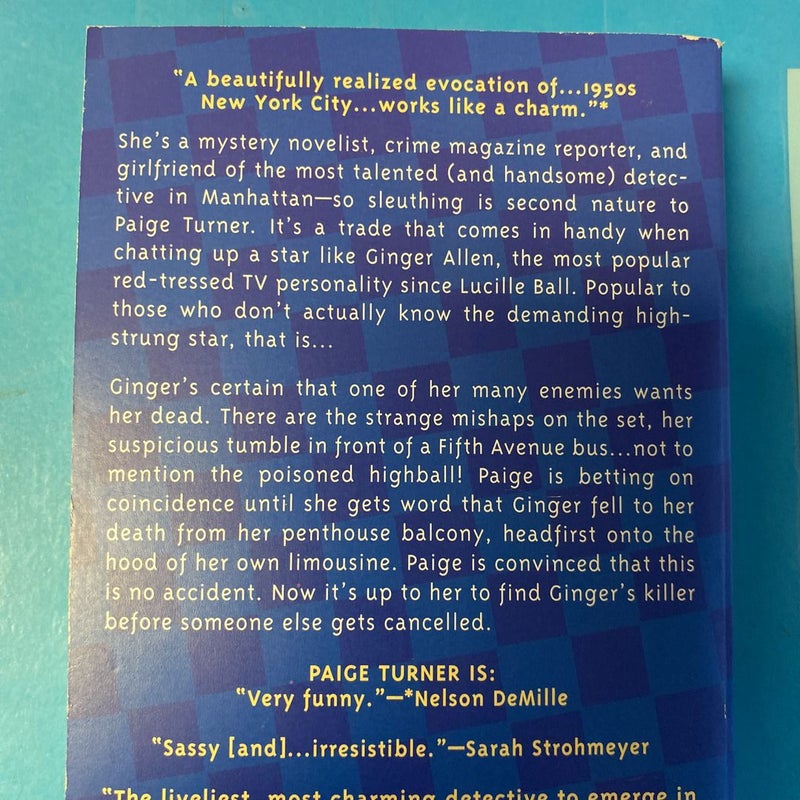 "A beautifully realized evocation of...1950s
New York City...works like a charm."*
She's a mystery novelist, crime magazine reporter, and
girlfriend of the most talented (and handsome) detec-
tive in Manhattan—so sleuthing is second nature to
Paige Turner. It's a trade that comes in handy when
chatting up a star like Ginger Allen, the most popular
red-tressed TV personality since Lucille Ball. Popular to
those who don't actually know the demanding high-
strung star, that is...
Ginger's certain that one of her many enemies wants
her dead. There are the strange mishaps on the set, her
suspicious tumble in front of a Fifth Avenue bus...not to
mention the poisoned highball! Paige is betting on
coincidence until she gets word that Ginger fell to her
death from her penthouse balcony, headfirst onto the
hood of her own limousine. Paige is convinced that this
is no accident. Now it's up to her to find Ginger's killer
before someone else gets cancelled.
PAIGE TURNER IS:
"Very funny."—*Nelson DeMille
"Sassy [and]...irresistible."—Sarah Strohmeyer
"The liveliest, most charming detective to emerge in